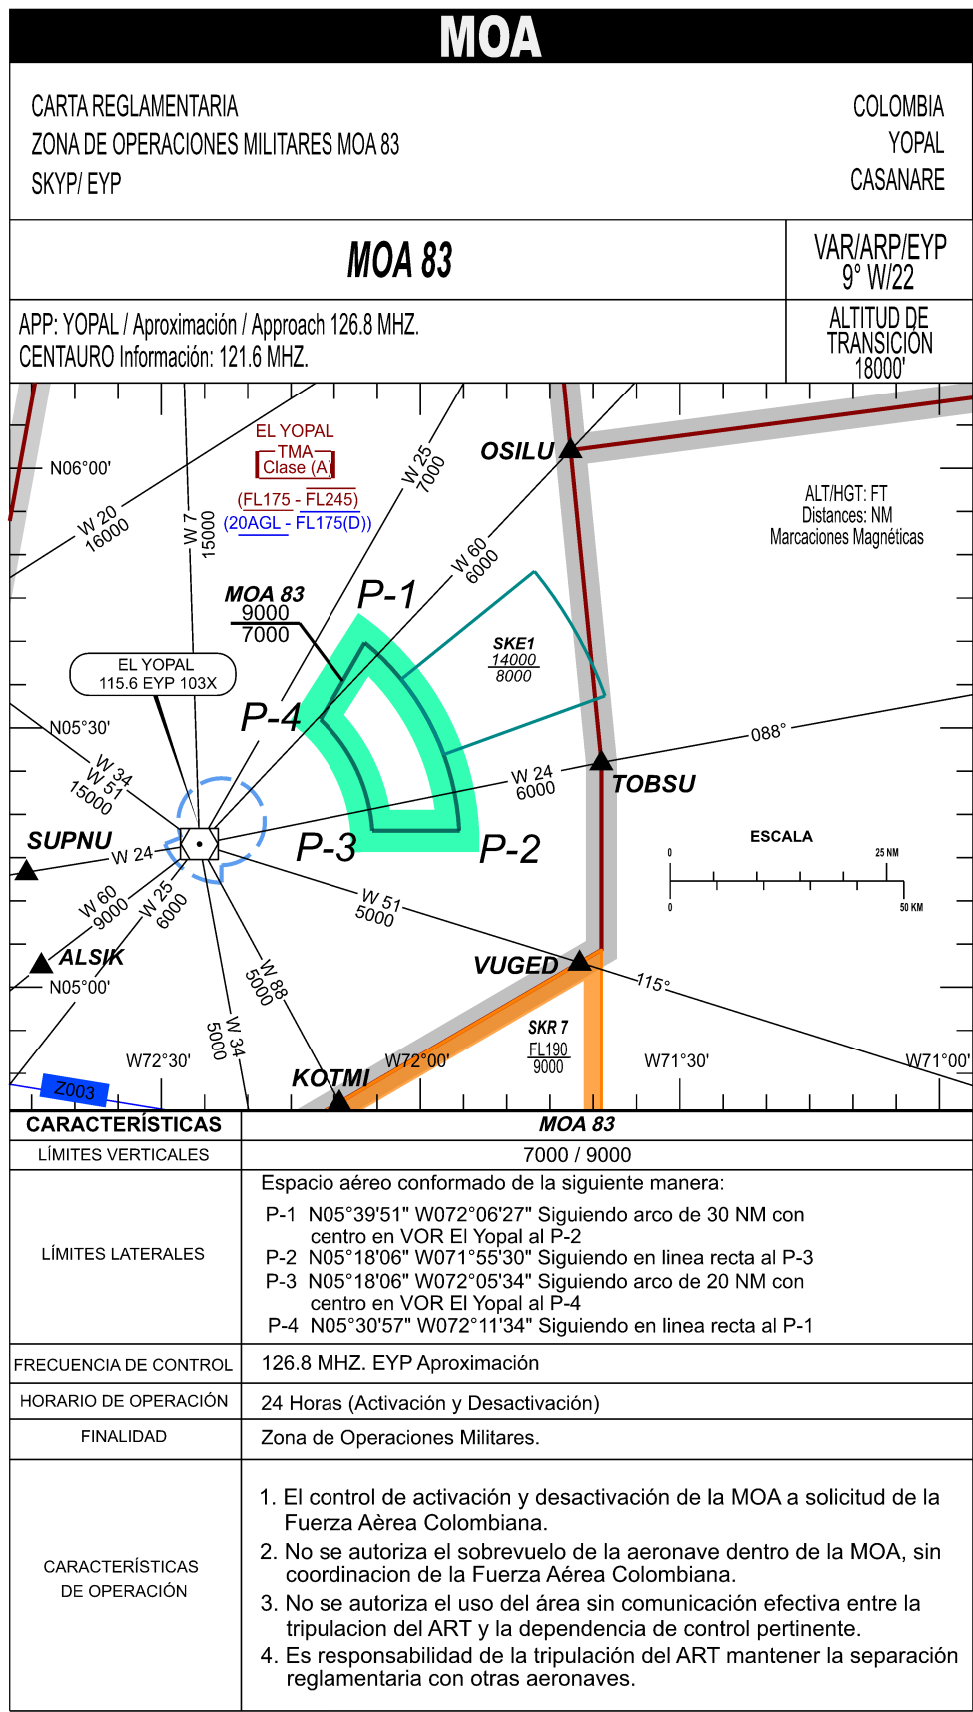 MOA
CARTA REGLAMENTARIA
ZONA DE OPERACIONES MILITARES MOA 83
SKYP/ EYP
COLOMBIA
YOPAL
CASANARE
MOA 83
VAR/ARP/EYP
9° W/22
APP: YOPAL / Aproximación / Approach 126.8 MHZ.
CENTAURO Información: 121.6 MHZ.
ALTITUD DE
TRANSICIÓN
18000'
EL YOPAL
TMA
Clase (A)
(FL175 - FL245)
(20AGL - FL175(D))
OSILU
N06°00'
W 25
7000
ALT/HGT: FT
Distances: NM
Marcaciones Magnéticas
W 20
16000
W 7
15000
W 60
6000
MOA 83
9000
7000
P-1
SKE1
14000
8000
EL YOPAL
115.6 EYP 103X
P-4
N05°30'
088°
W 34
W 51
15000
W 24
6000
TOBSU
SUPNU
W 24
P-3
P-2
ESCALA
0
25 NM
0
50 KM
W 60
9000
W 25
6000
W 51
5000
ALSIK
VUGED
N05°00'
W 88
5000
115°
W 34
5000
SKR 7
FL190
9000
W72°30'
W72°00'
W71°30'
W71°00'
KOTMI
Z003
CARACTERÍSTICAS
MOA 83
LÍMITES VERTICALES
7000 / 9000
LÍMITES LATERALES
Espacio aéreo conformado de la siguiente manera:
P-1 N05°39'51" W072°06'27" Siguiendo arco de 30 NM con
centro en VOR El Yopal al P-2
P-2 N05°18'06" W071°55'30" Siguiendo en linea recta al P-3
P-3 N05°18'06" W072°05'34" Siguiendo arco de 20 NM con
centro en VOR El Yopal al P-4
P-4 N05°30'57" W072°11'34" Siguiendo en linea recta al P-1
FRECUENCIA DE CONTROL
126.8 MHZ. EYP Aproximación
HORARIO DE OPERACIÓN
24 Horas (Activación y Desactivación)
FINALIDAD
Zona de Operaciones Militares.
CARACTERÍSTICAS
DE OPERACIÓN
1. El control de activación y desactivación de la MOA a solicitud de la
Fuerza Aèrea Colombiana.
2. No se autoriza el sobrevuelo de la aeronave dentro de la MOA, sin
coordinacion de la Fuerza Aérea Colombiana.
3. No se autoriza el uso del área sin comunicación efectiva entre la
tripulacion del ART y la dependencia de control pertinente.
4. Es responsabilidad de la tripulación del ART mantener la separación
reglamentaria con otras aeronaves.